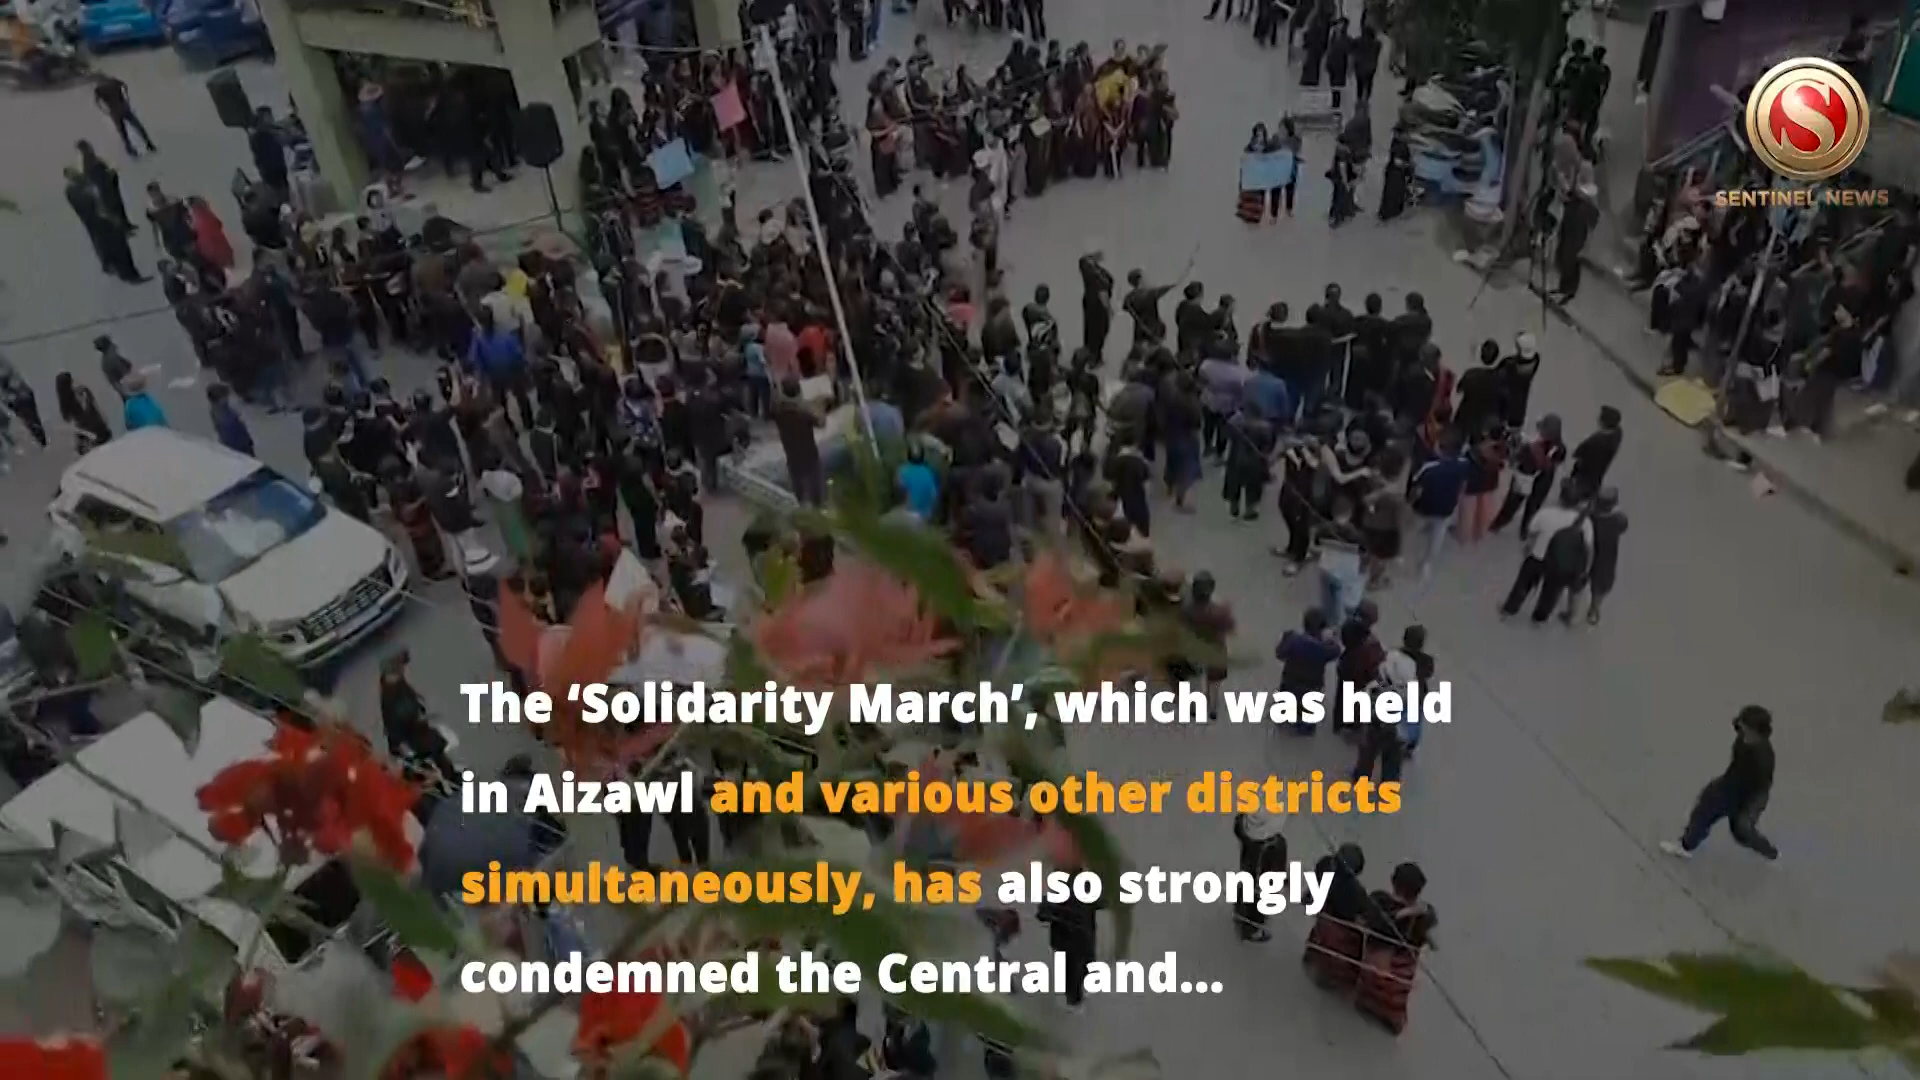 S
SENTINEL NEWS
The ‘Solidarity March’, which was held
in Aizawl and various other districts
simultaneously, has also strongly
condemned the Central and...